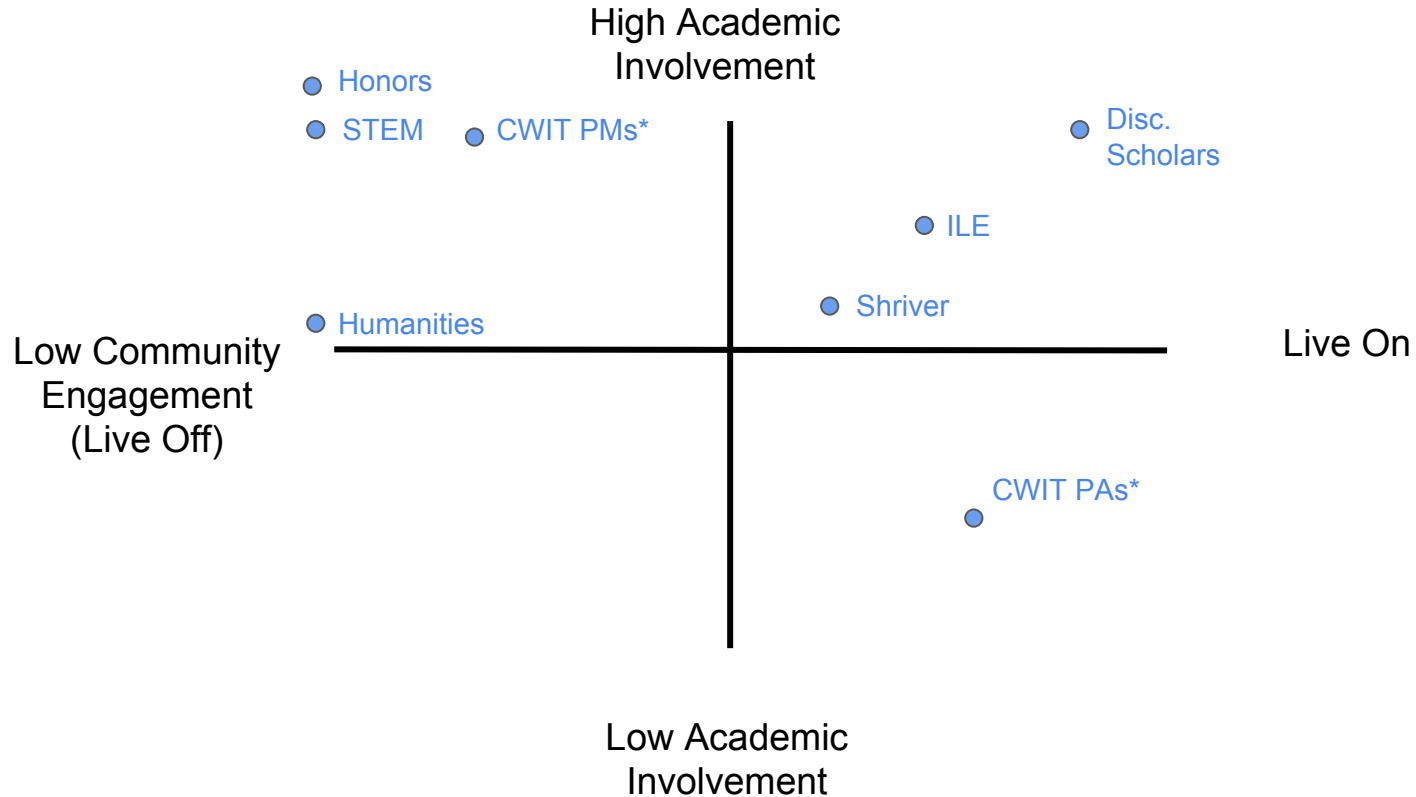 High Academic
Involvement
Honors
STEM
CWIT PMs*
Disc.
Scholars
ILE
Shriver
Humanities
Low Community
Engagement
(Live Off)
Live On
CWIT PAs*
Low Academic
Involvement